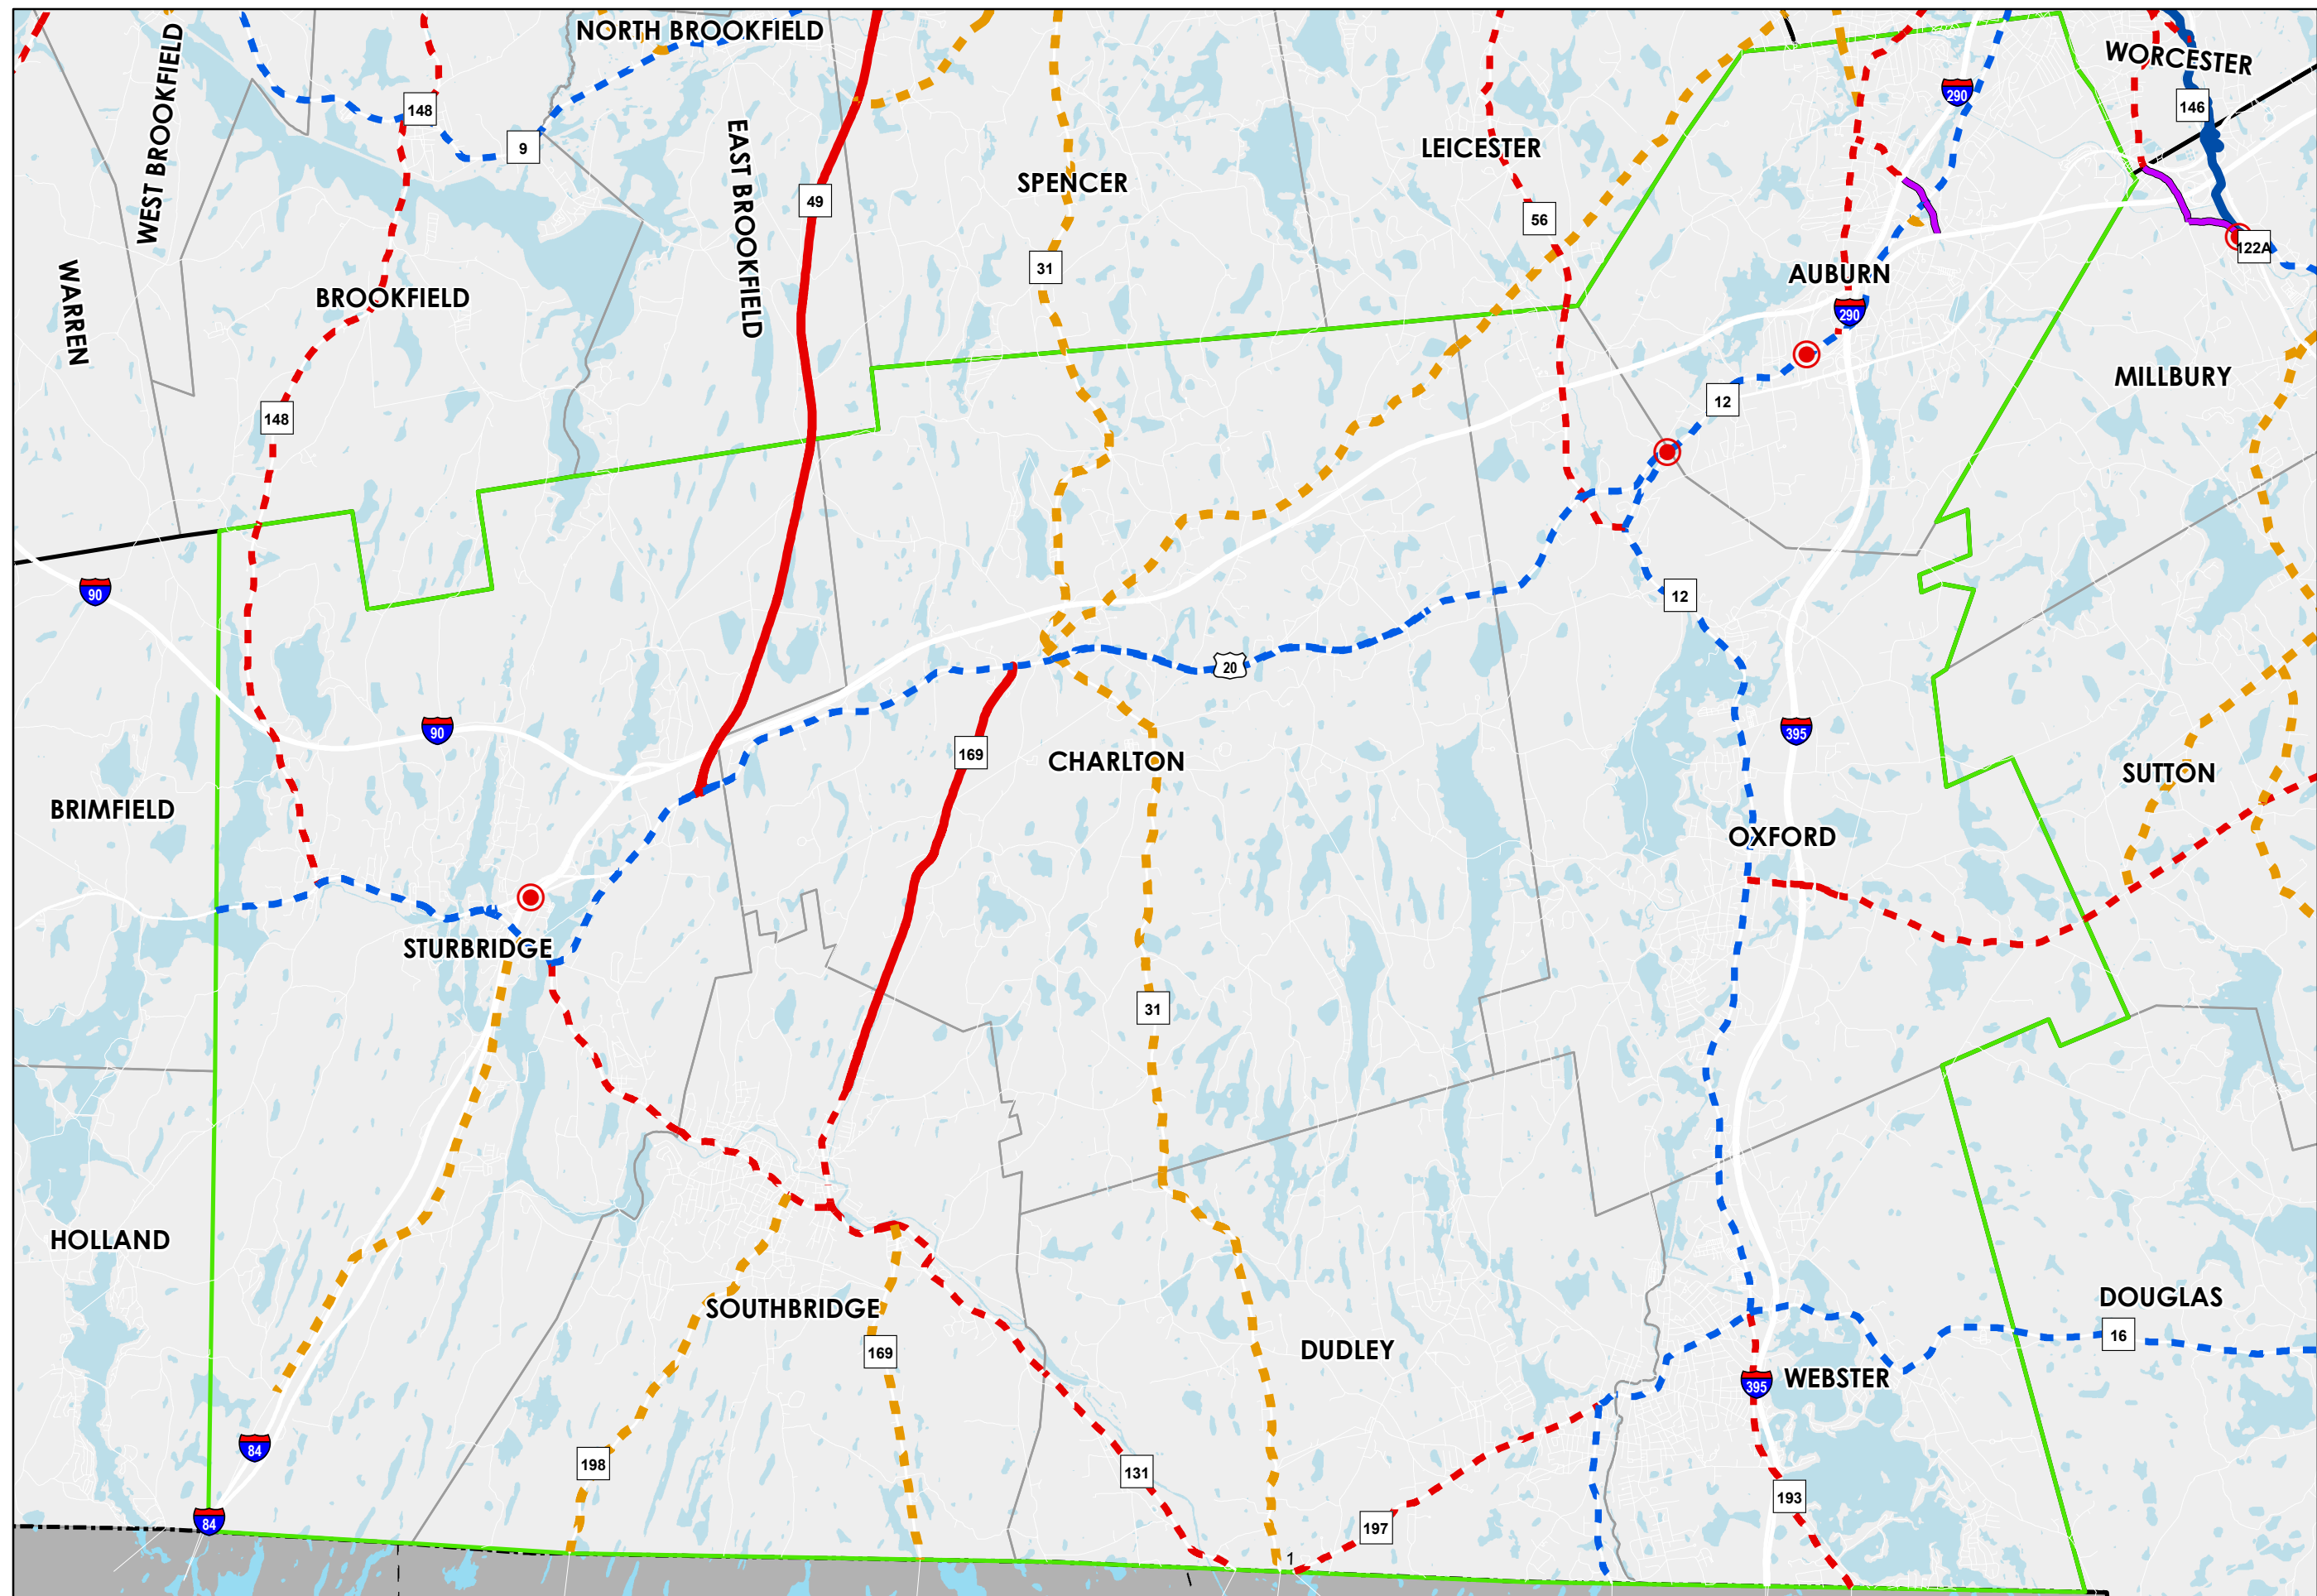 NORTH BROOKFIELD
WORCESTER
WEST BROOKFIELD
290
148
146
9
EAST BROOKFIELD
LEICESTER
SPENCER
49
56
122A
31
AUBURN
WARREN
BROOKFIELD
290
MILLBURY
12
148
90
12
20
90
395
169
CHARLTON
SUTTON
BRIMFIELD
OXFORD
STURBRIDGE
31
HOLLAND
DOUGLAS
SOUTHBRIDGE
16
DUDLEY
169
WEBSTER
395
84
198
131
193
84
197
1